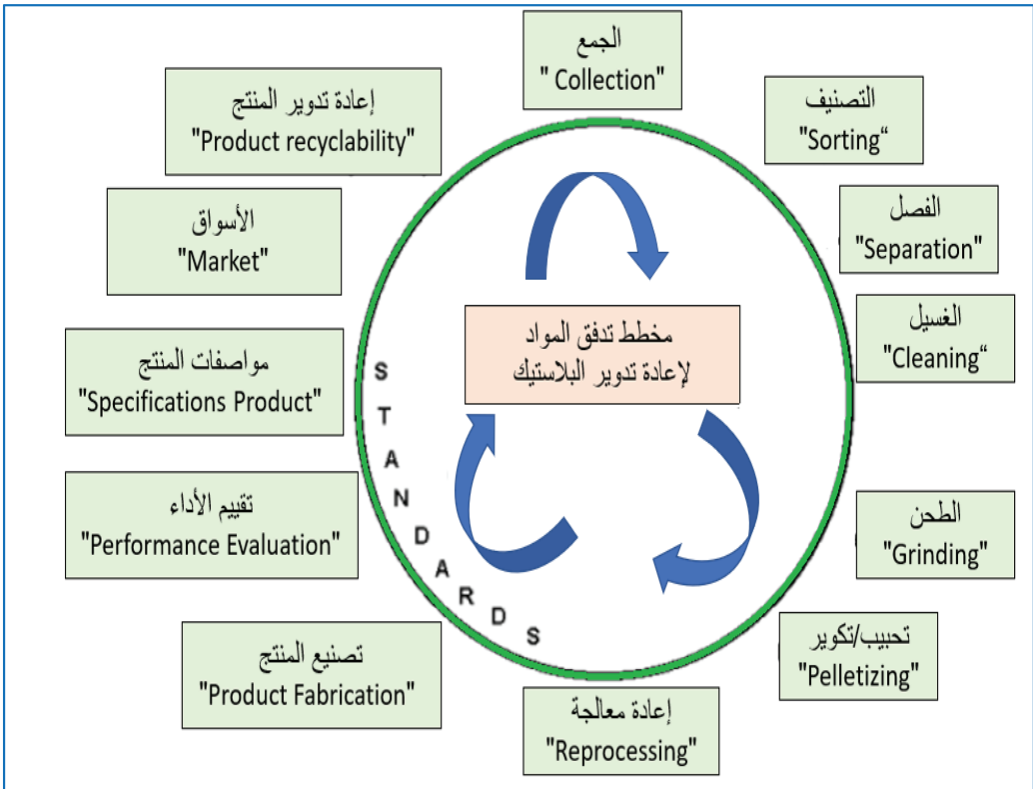 الجمع
" Collection"
التصنيف
"Sorting“
الفصل
"Separation"
الغسيل
"Cleaning“
الطحن
"Grinding"
تحبيب/تكوير
"Pelletizing"
إعادة معالجة
"Reprocessing"
تصنيع المنتج
"Product Fabrication"
تقييم الأداء
"Performance Evaluation"
مواصفات المنتج
"Specifications Product"
الأسواق
"Market"
إعادة تدوير المنتج
"Product recyclability"
مخطط تدفق المواد
لإعادة تدوير البلاستيك
STANDARDS